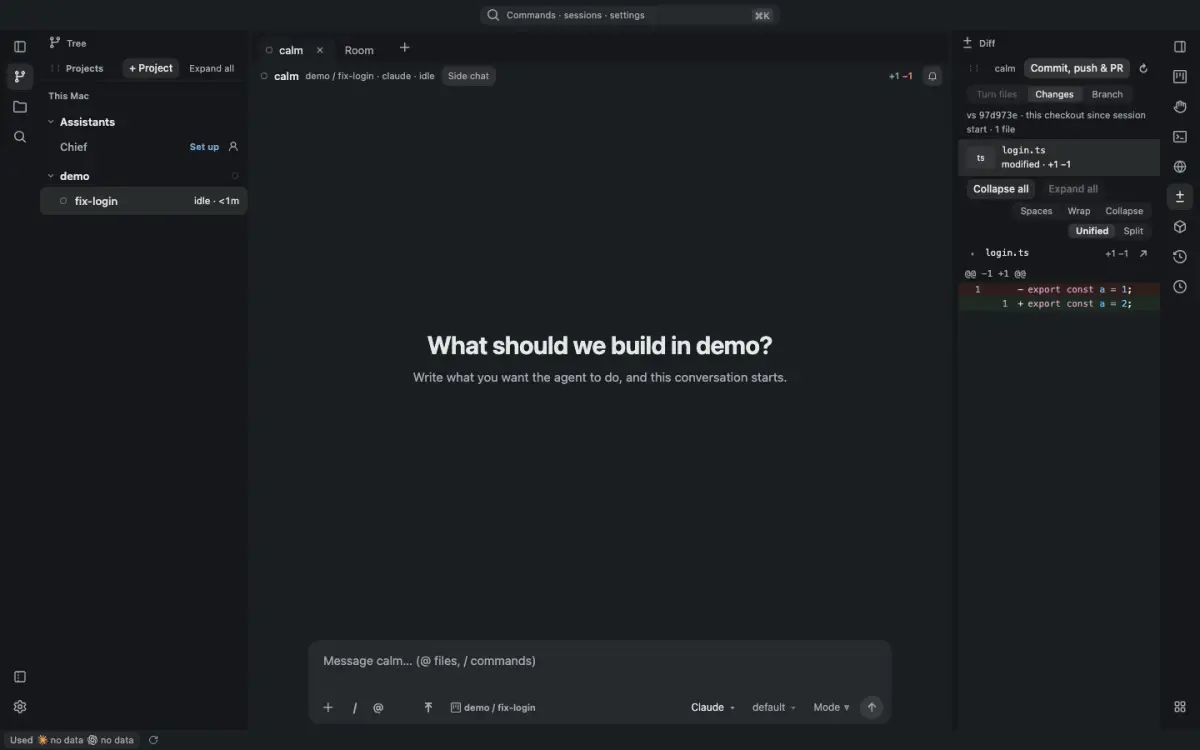 Commands · sessions · settings ⌘K
Tree
Projects + Project Expand all
This Mac
Assistants
Chief Set up
demo
fix-login idle · <1m
calm × Room +
calm demo / fix-login · claude · idle Side chat +1 −1
What should we build in demo?
Write what you want the agent to do, and this conversation starts.
Message calm... (@ files, / commands)
+ / @ demo / fix-login Claude default Mode
Diff
calm Commit, push & PR
Turn files Changes Branch
vs 97d973e · this checkout since session
start · 1 file
ts login.ts
modified · +1 −1
Collapse all Expand all
Spaces Wrap Collapse
Unified Split
login.ts +1 −1
@@ −1 +1 @@
1 − export const a = 1;
1 + export const a = 2;
Used no data no data